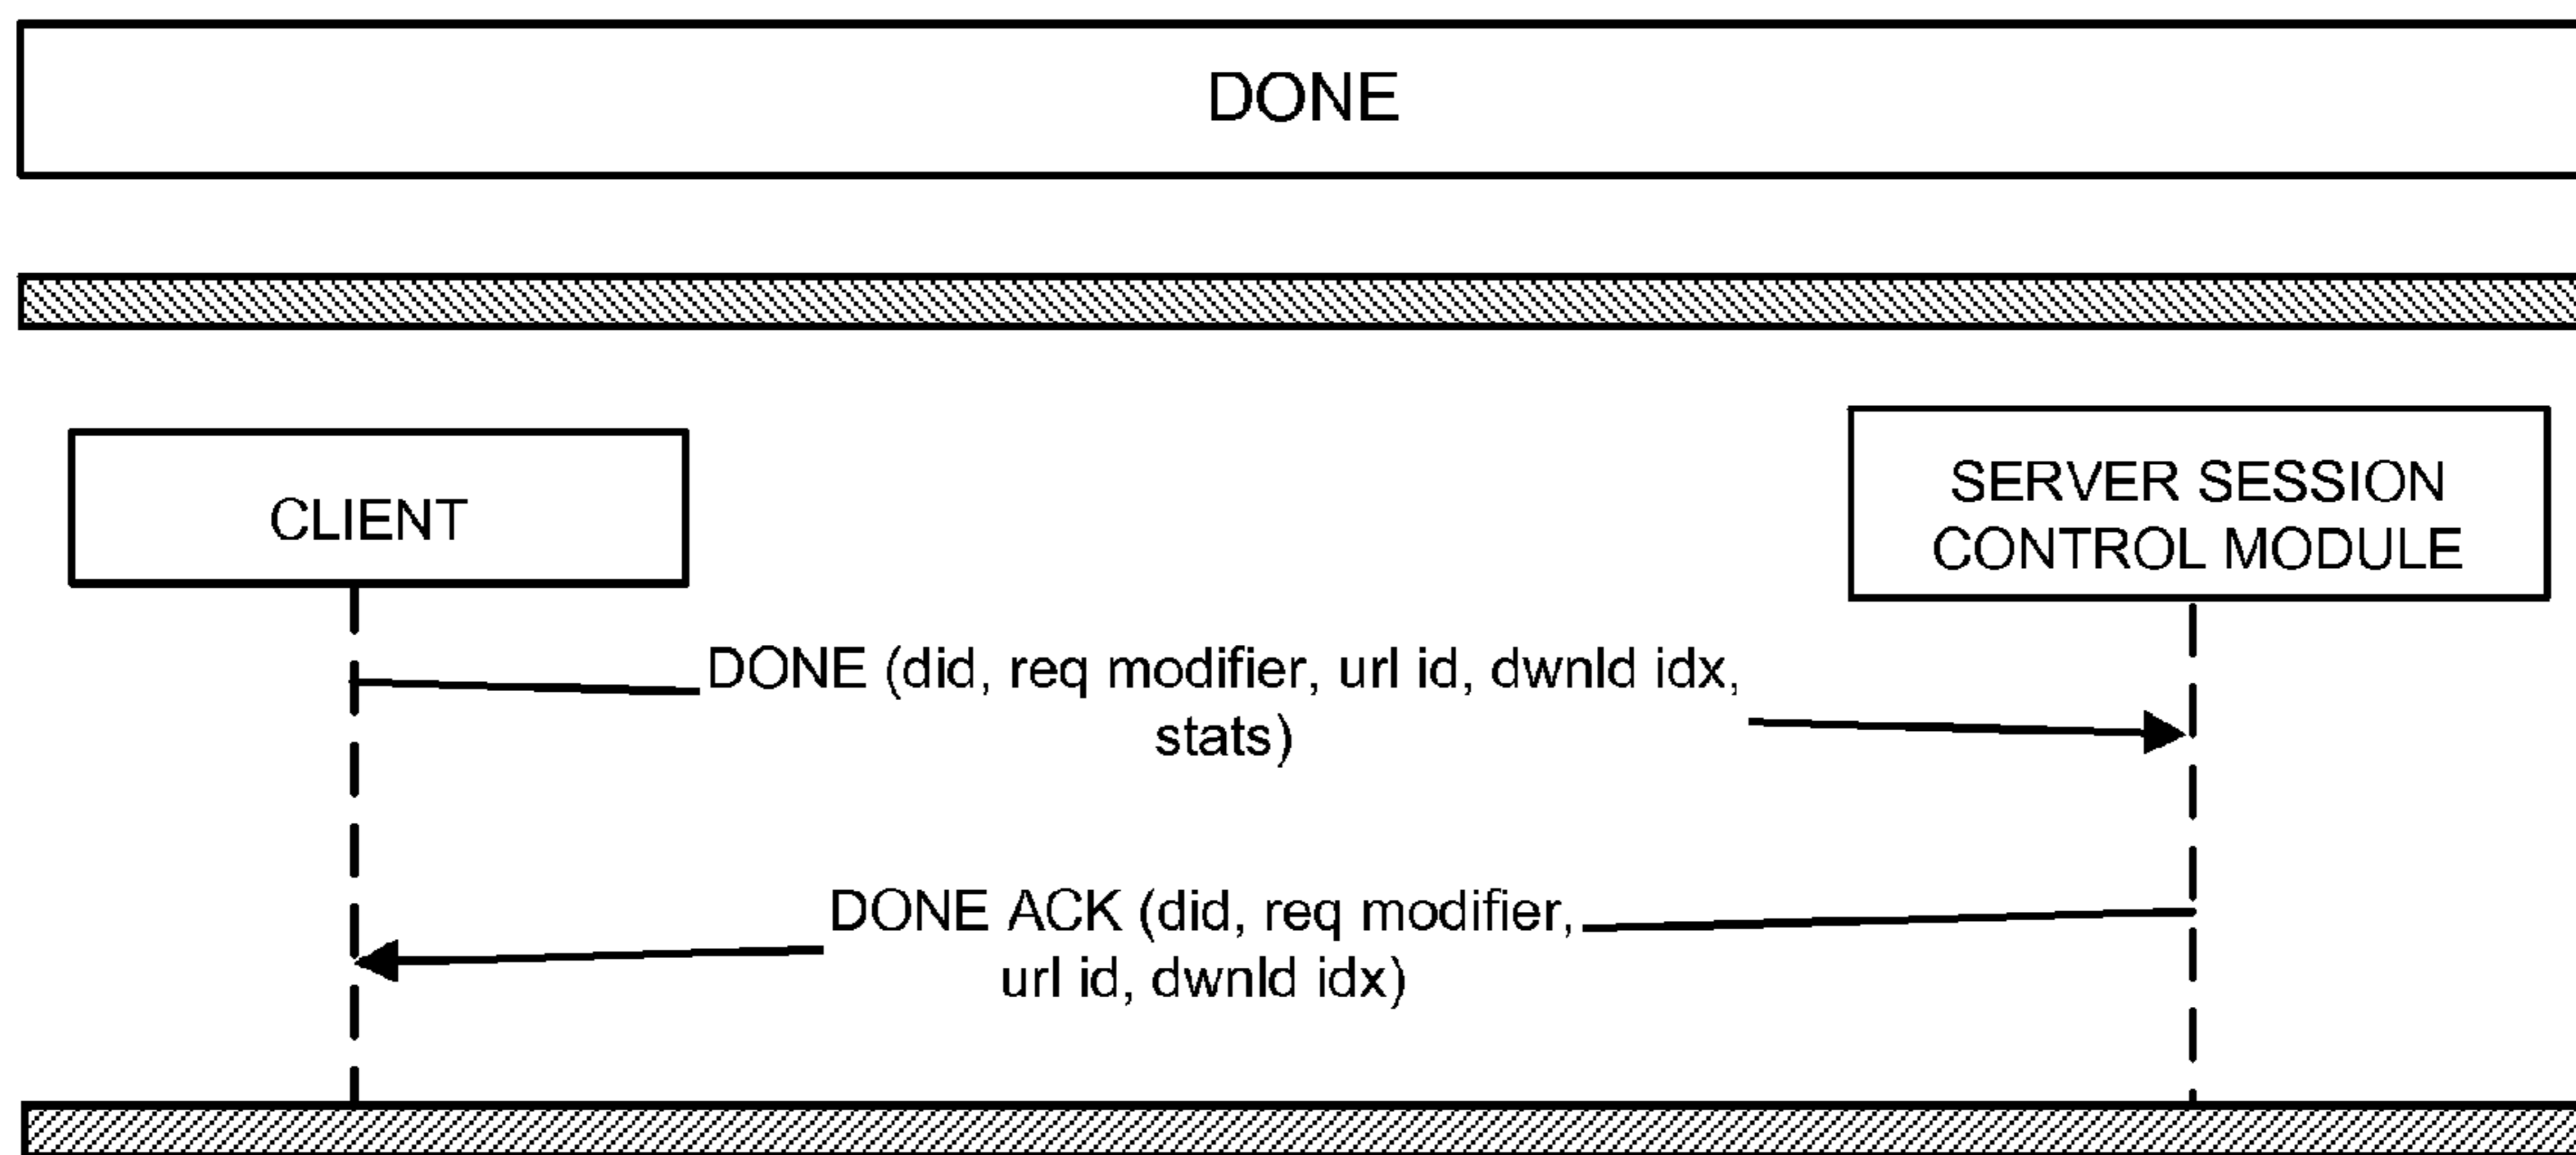 DONE
CLIENT
SERVER SESSION
CONTROL MODULE
DONE (did, req modifier, url id, dwnld idx,
stats)
DONE ACK (did, req modifier,
url id, dwnld idx)